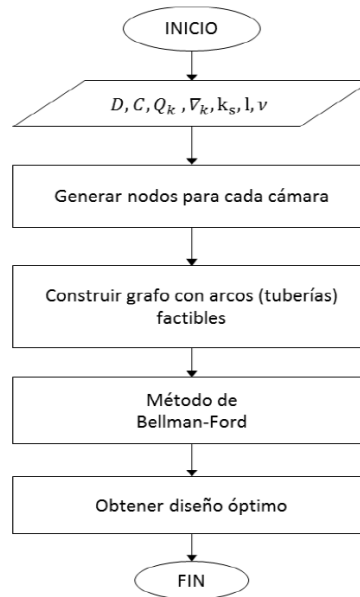 INICIO
D, C, Q_k, ∇_k, k_s, l, ν
Generar nodos para cada cámara
Construir grafo con arcos (tuberías)
factibles
Método de
Bellman-Ford
Obtener diseño óptimo
FIN